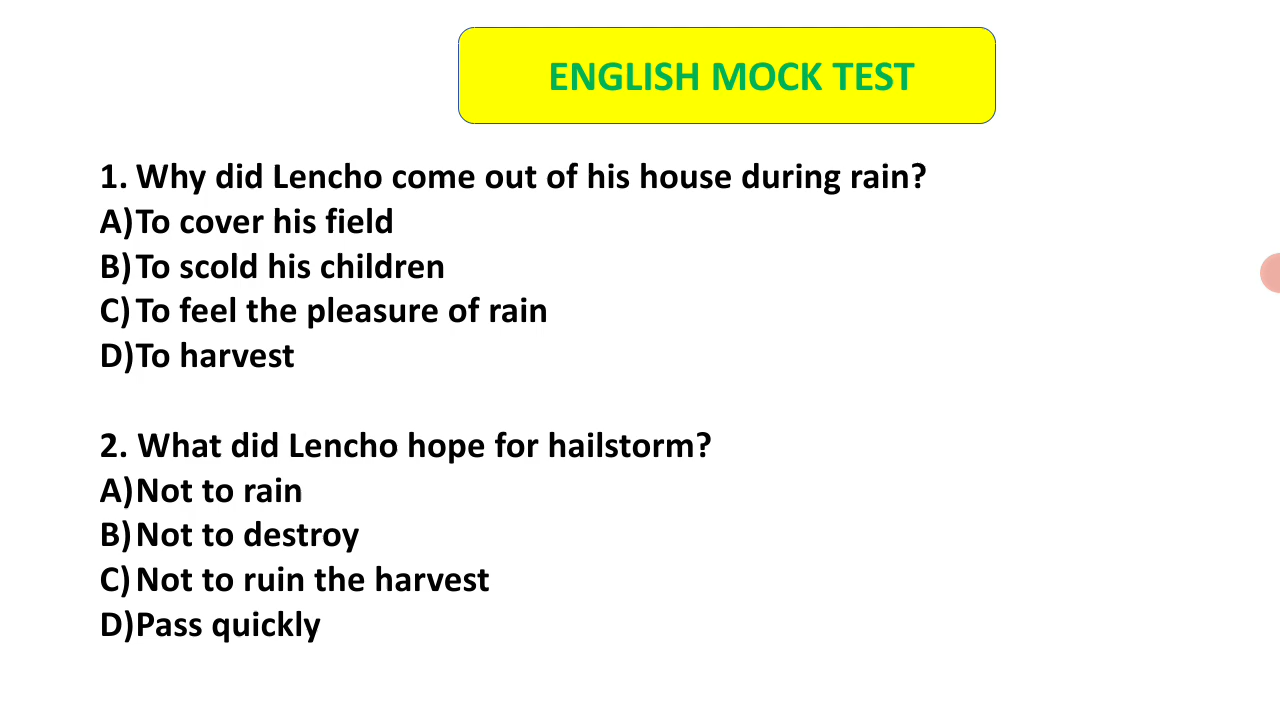 ENGLISH MOCK TEST
1. Why did Lencho come out of his house during rain?
A) To cover his field
B) To scold his children
C) To feel the pleasure of rain
D) To harvest
2. What did Lencho hope for hailstorm?
A) Not to rain
B) Not to destroy
C) Not to ruin the harvest
D) Pass quickly